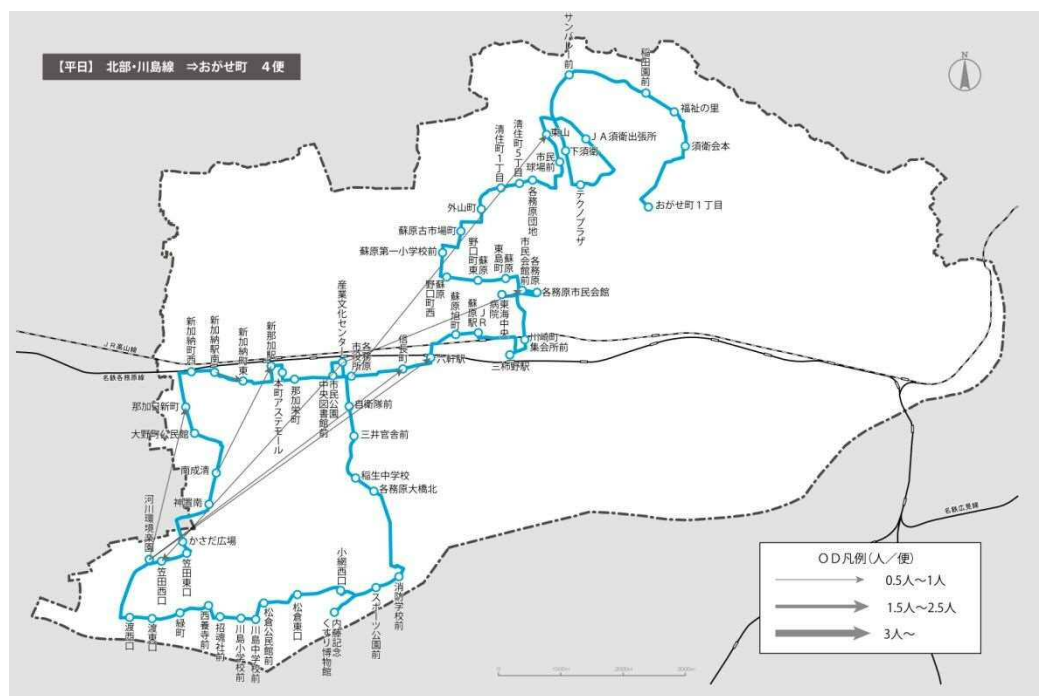 【平日】 北部・川島線 ⇒おがせ町 4便
N
サンバレー前
稲田園前
福祉の里
須衛会本
おがせ町1丁目
東山
JA須衛出張所
下須衛
市民球場前
テクノプラザ
清住町5丁目
清住町1丁目
各務原団地
外山町
蘇原古市場町
蘇原第一小学校前
蘇原野口町西
蘇原野口町東
蘇原東島町
各務原市民会館前
各務原市民会館
東海中央病院
川崎町集会所前
三柿野駅
JR蘇原駅
蘇原旭町
六軒駅
信長町
各務原市役所前
産業文化センター
市民公園中央図書館前
那加栄町
本町アステモール
新那加駅
新加納町東
新加納駅南
新加納町西
JR高山線
名鉄各務原線
那加日新町
大野町公民館
南成清
神置南
かさだ広場
河川環境楽園
笠田西口
笠田東口
自衛隊前
三井官舎前
稲生中学校
各務原大橋北
消防学校前
スポーツ公園前
小網西口
内藤記念くすり博物館
松倉東口
松倉公民館前
川島中学校前
川島小学校前
招魂社前
西養寺前
緑町
渡東口
渡西口
名鉄広見線
OD凡例(人/便)
0.5人～1人
1.5人～2.5人
3人～
0
1000m
2000m
3000m